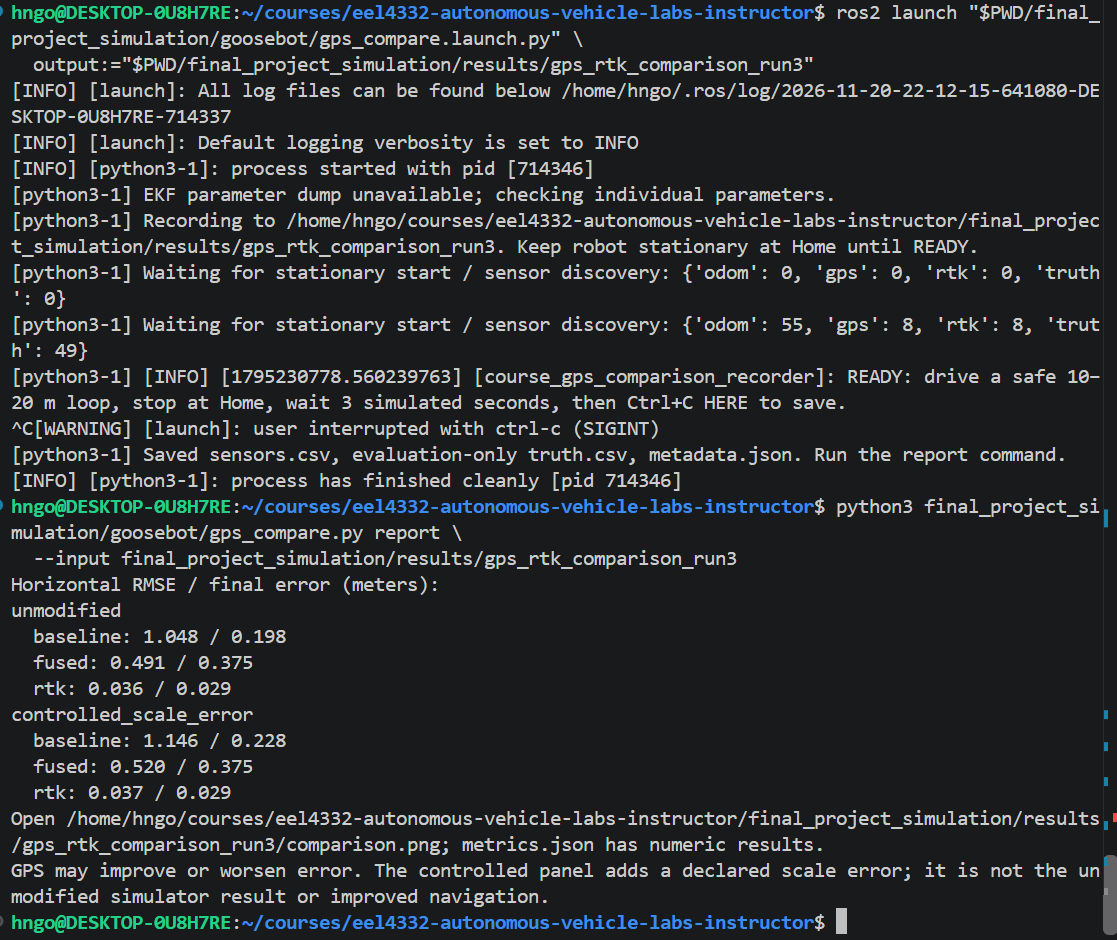 hngo@DESKTOP-0U8H7RE:~/courses/eel4332-autonomous-vehicle-labs-instructor$ ros2 launch "$PWD/final_
project_simulation/goosebot/gps_compare.launch.py" \
  output:="$PWD/final_project_simulation/results/gps_rtk_comparison_run3"
[INFO] [launch]: All log files can be found below /home/hngo/.ros/log/2026-11-20-22-12-15-641080-DE
SKTOP-0U8H7RE-714337
[INFO] [launch]: Default logging verbosity is set to INFO
[INFO] [python3-1]: process started with pid [714346]
[python3-1] EKF parameter dump unavailable; checking individual parameters.
[python3-1] Recording to /home/hngo/courses/eel4332-autonomous-vehicle-labs-instructor/final_projec
t_simulation/results/gps_rtk_comparison_run3. Keep robot stationary at Home until READY.
[python3-1] Waiting for stationary start / sensor discovery: {'odom': 0, 'gps': 0, 'rtk': 0, 'truth
': 0}
[python3-1] Waiting for stationary start / sensor discovery: {'odom': 55, 'gps': 8, 'rtk': 8, 'trut
h': 49}
[python3-1] [INFO] [1795230778.560239763] [course_gps_comparison_recorder]: READY: drive a safe 10–
20 m loop, stop at Home, wait 3 simulated seconds, then Ctrl+C HERE to save.
^C[WARNING] [launch]: user interrupted with ctrl-c (SIGINT)
[python3-1] Saved sensors.csv, evaluation-only truth.csv, metadata.json. Run the report command.
[INFO] [python3-1]: process has finished cleanly [pid 714346]
hngo@DESKTOP-0U8H7RE:~/courses/eel4332-autonomous-vehicle-labs-instructor$ python3 final_project_si
mulation/goosebot/gps_compare.py report \
  --input final_project_simulation/results/gps_rtk_comparison_run3
Horizontal RMSE / final error (meters):
unmodified
  baseline: 1.048 / 0.198
  fused: 0.491 / 0.375
  rtk: 0.036 / 0.029
controlled_scale_error
  baseline: 1.146 / 0.228
  fused: 0.520 / 0.375
  rtk: 0.037 / 0.029
Open /home/hngo/courses/eel4332-autonomous-vehicle-labs-instructor/final_project_simulation/results
/gps_rtk_comparison_run3/comparison.png; metrics.json has numeric results.
GPS may improve or worsen error. The controlled panel adds a declared scale error; it is not the un
modified simulator result or improved navigation.
hngo@DESKTOP-0U8H7RE:~/courses/eel4332-autonomous-vehicle-labs-instructor$